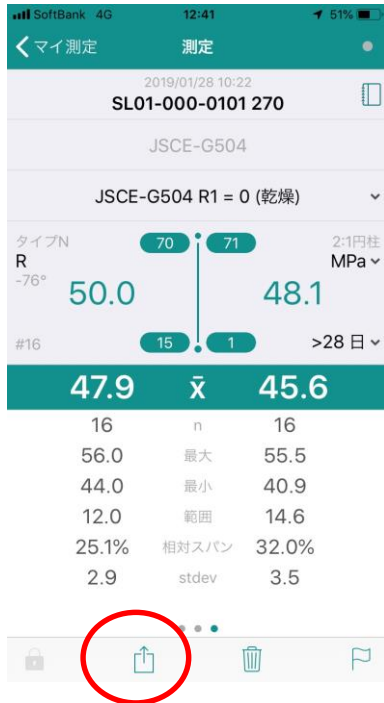 SoftBank 4G 12:41 51%
マイ測定 測定
2019/01/28 10:22
SL01-000-0101 270
JSCE-G504
JSCE-G504 R1 = 0 (乾燥)
タイプN 70 71 2:1円柱
R MPa
-76° 50.0 48.1
#16 15 1 >28 日
47.9 x̄ 45.6
16 n 16
56.0 最大 55.5
44.0 最小 40.9
12.0 範囲 14.6
25.1% 相対スパン 32.0%
2.9 stdev 3.5